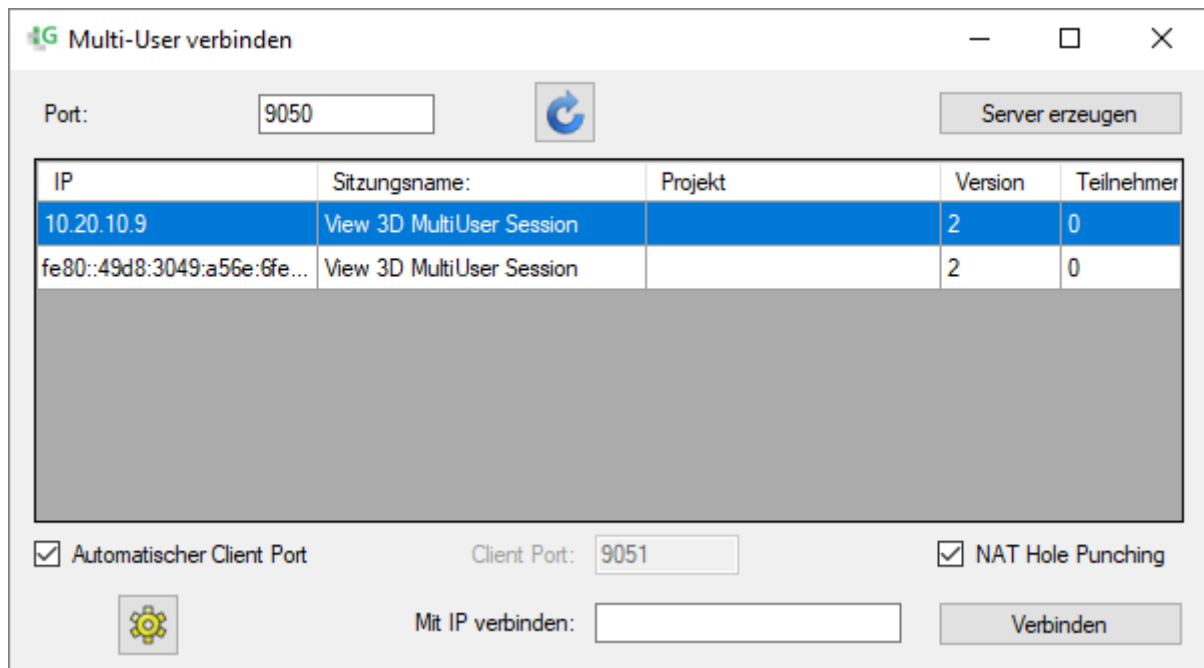 Multi-User verbinden
Port: 9050 Server erzeugen
IP Sitzungsname: Projekt Version Teilnehmer
10.20.10.9 View 3D MultiUser Session 2 0
fe80::49d8:3049:a56e:6fe... View 3D MultiUser Session 2 0
Automatischer Client Port Client Port: 9051 NAT Hole Punching
Mit IP verbinden: Verbinden